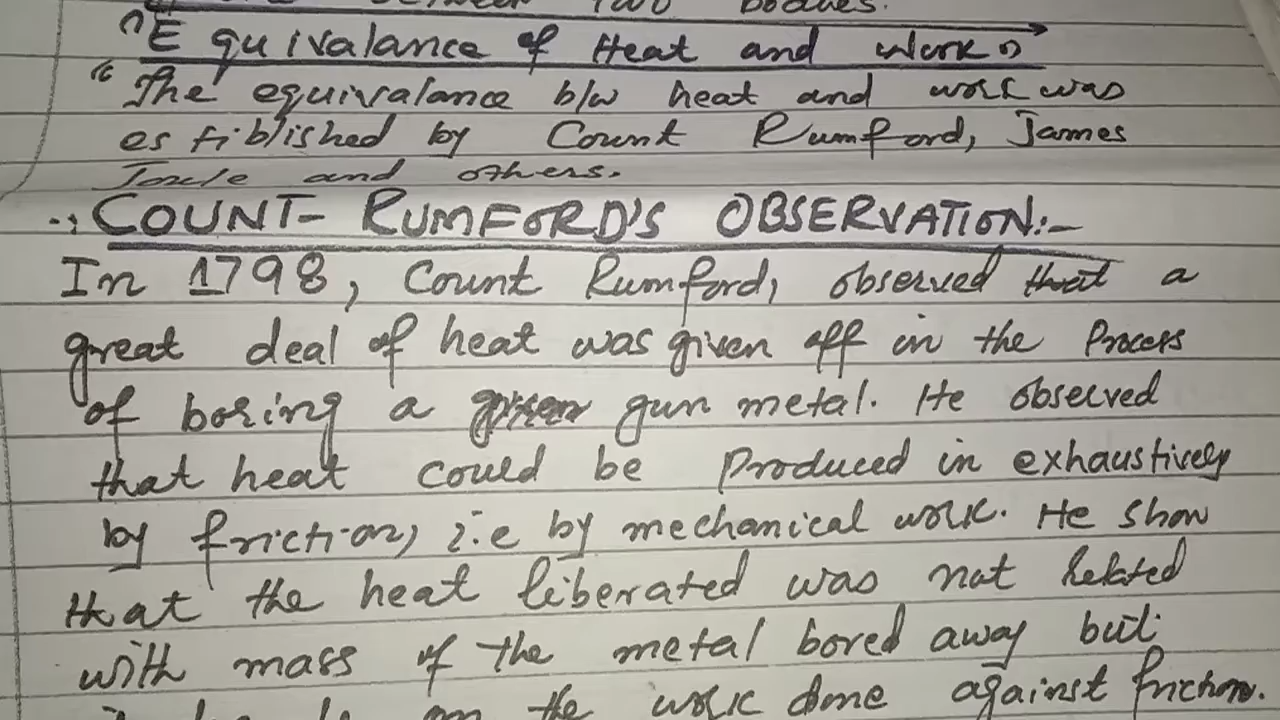 between two bodies.
"Equivalance of Heat and work"
"The equivalance b/w heat and work was
estiblished by Count Rumford, James
Joule and others.
COUNT- RUMFORD'S OBSERVATION:-
In 1798, Count Rumford, observed that a
great deal of heat was given off in the Process
of boring a gun metal. He observed
that heat could be Produced in exhaustively
by friction, i.e by mechanical work. He show
that the heat liberated was not Related
with mass of the metal bored away but
on the work done against friction.